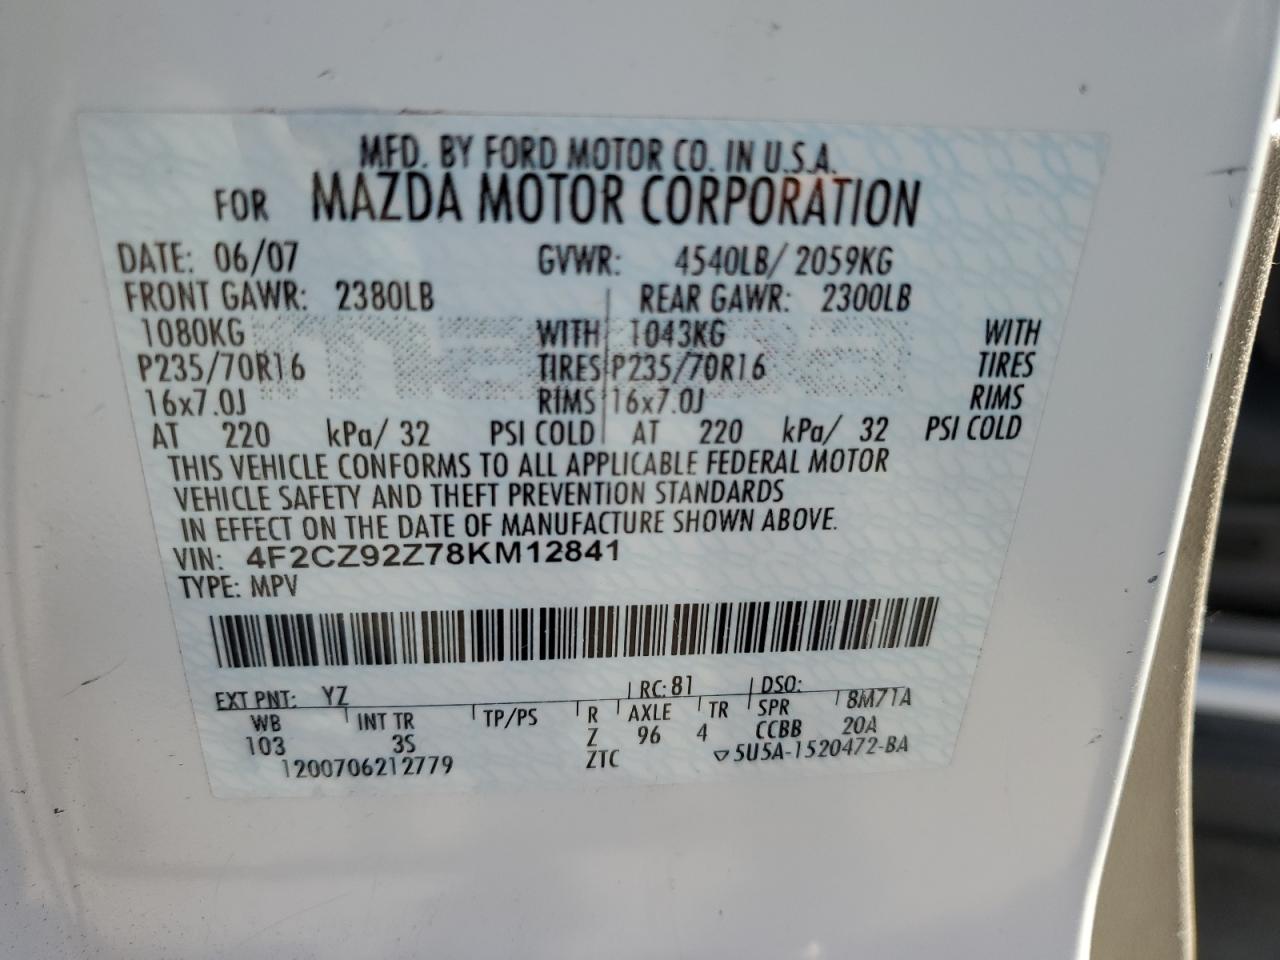 MFD. BY FORD MOTOR CO. IN U.S.A.
FOR MAZDA MOTOR CORPORATION
DATE: 06/07 GVWR: 4540LB/ 2059KG
FRONT GAWR: 2380LB REAR GAWR: 2300LB
1080KG WITH 1043KG WITH
P235/70R16 TIRES P235/70R16 TIRES
16x7.0J RIMS 16x7.0J RIMS
AT 220 kPa/ 32 PSI COLD AT 220 kPa/ 32 PSI COLD
THIS VEHICLE CONFORMS TO ALL APPLICABLE FEDERAL MOTOR
VEHICLE SAFETY AND THEFT PREVENTION STANDARDS
IN EFFECT ON THE DATE OF MANUFACTURE SHOWN ABOVE.
VIN: 4F2CZ92Z78KM12841
TYPE: MPV
EXT PNT: YZ RC: 81 DSO:
WB INT TR TP/PS R AXLE TR SPR 8M71A
103 3S Z 96 4 CCBB 20A
1200706212779 ZTC ▽5U5A-1520472-BA
mazda